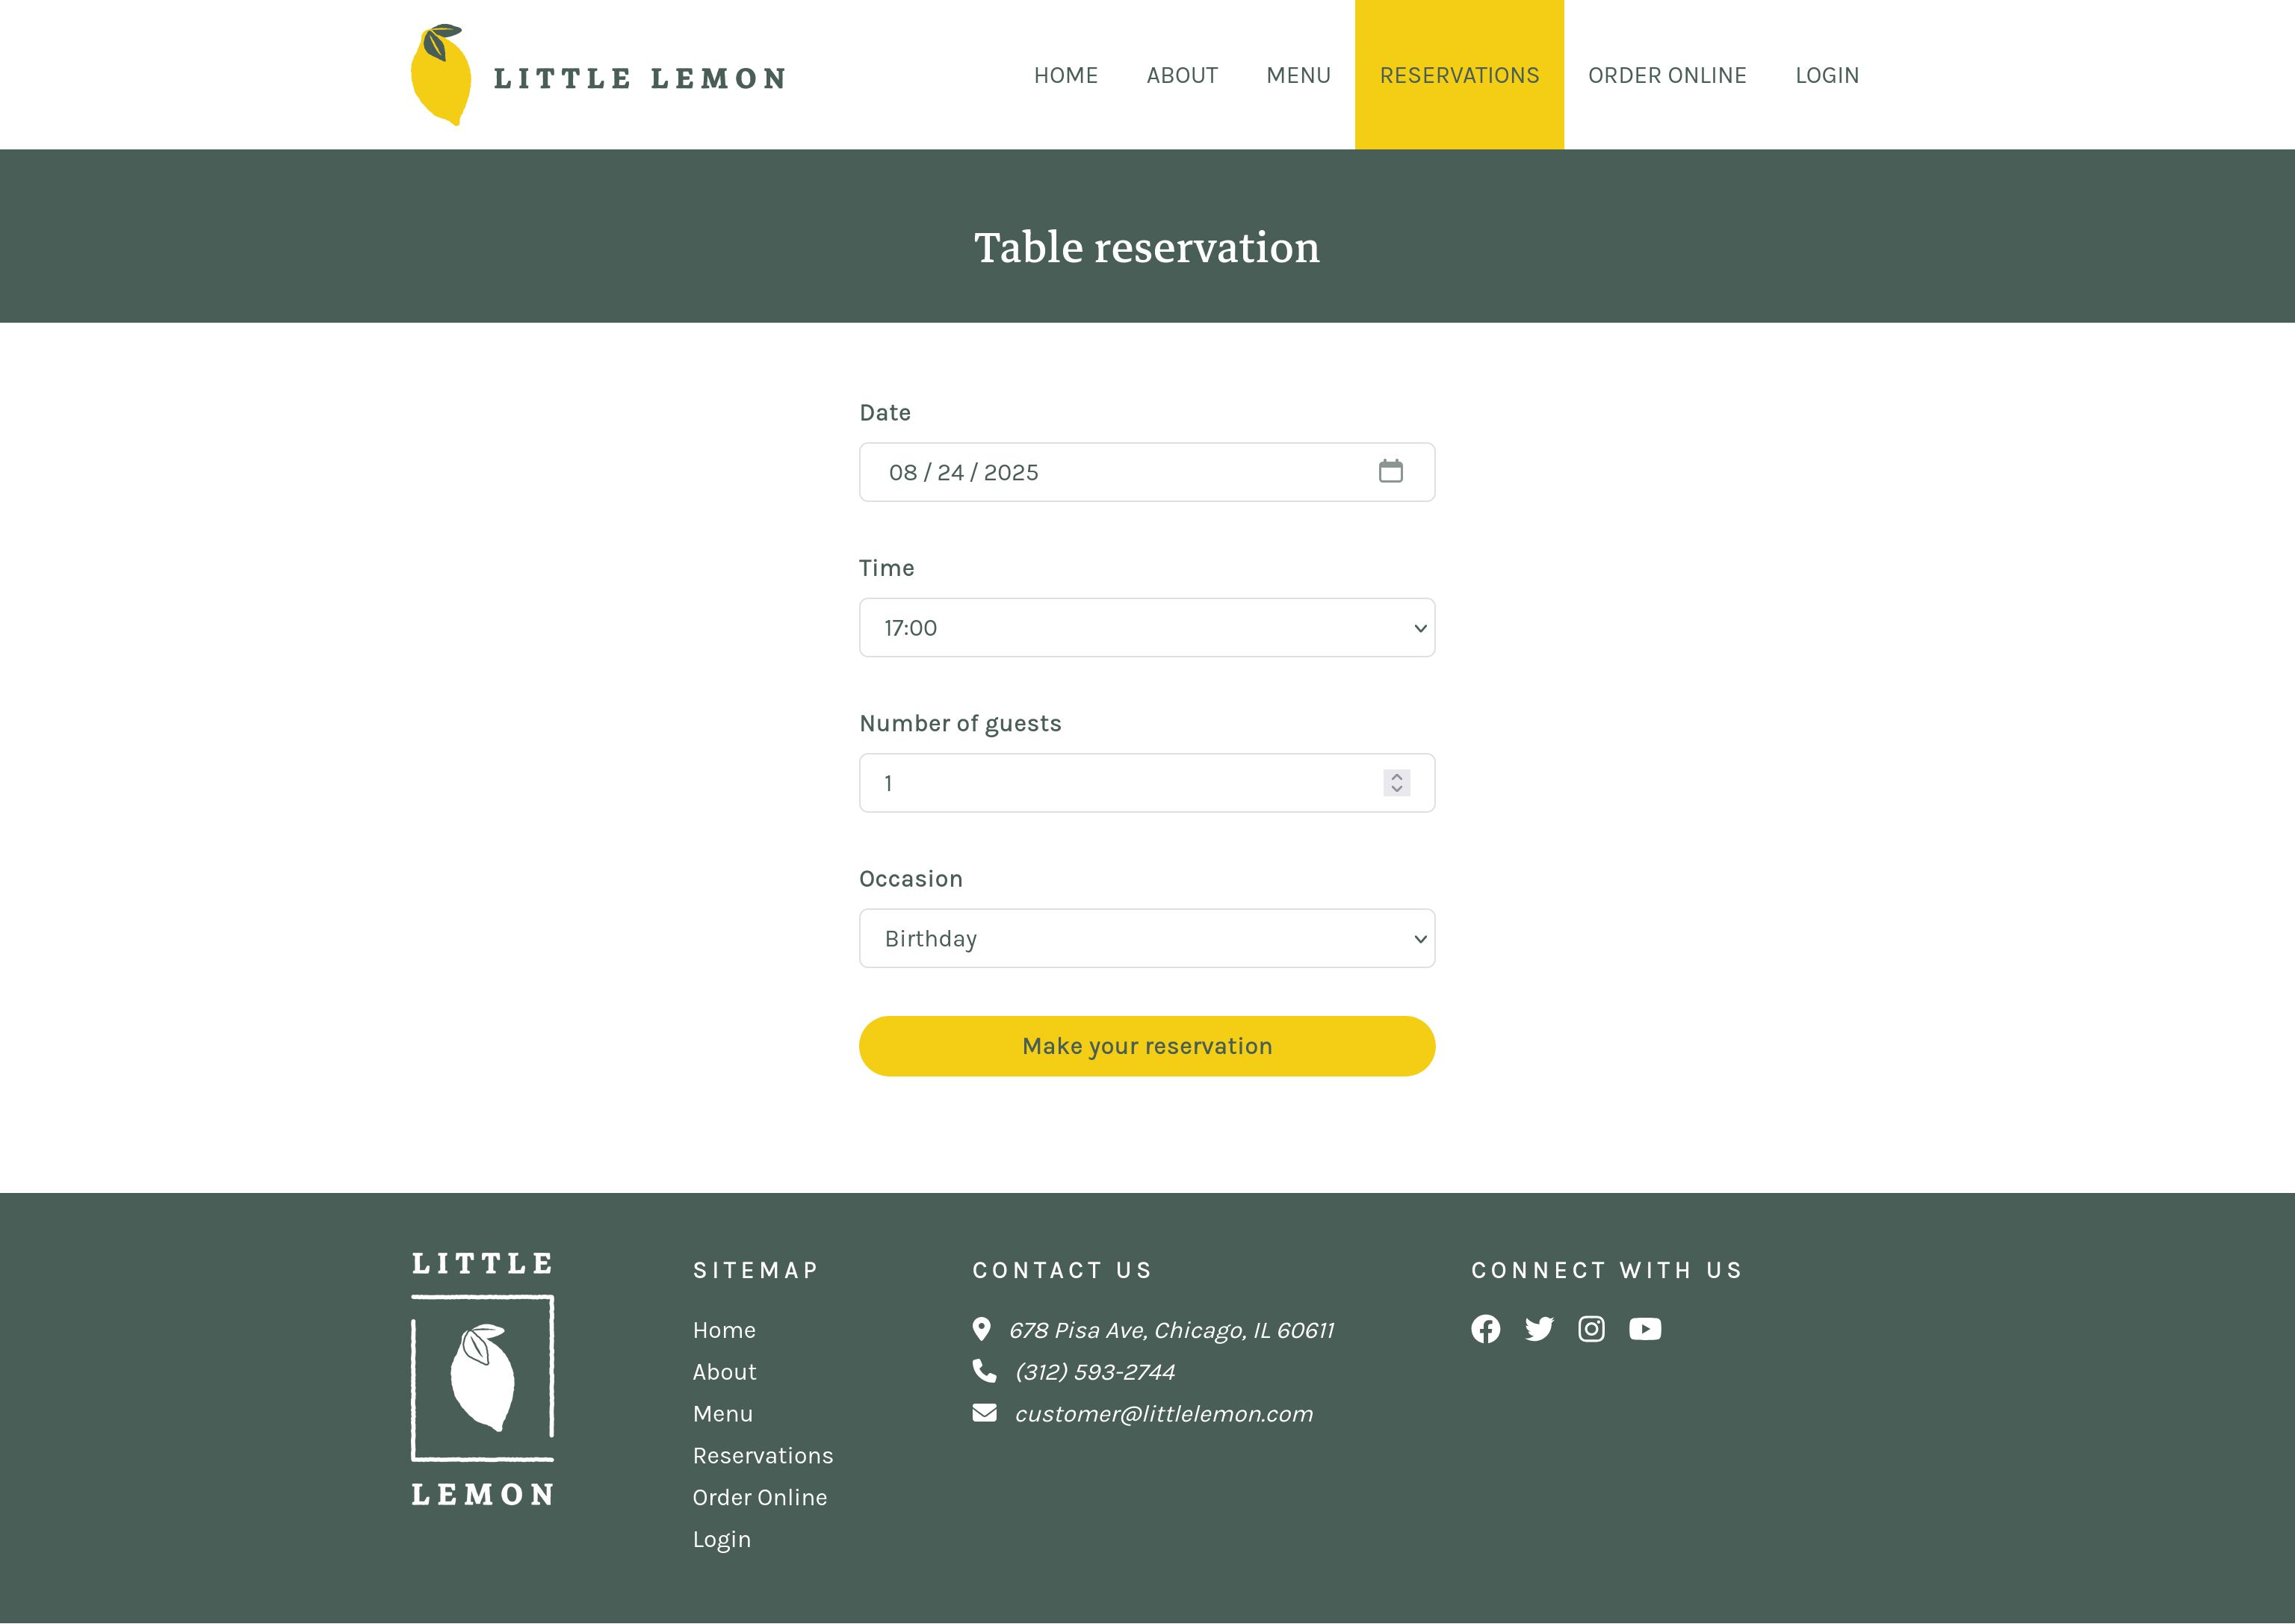 LITTLE LEMON
HOME ABOUT MENU RESERVATIONS ORDER ONLINE LOGIN
Table reservation
Date
08 / 24 / 2025
Time
17:00
Number of guests
1
Occasion
Birthday
Make your reservation
LITTLE
LEMON
SITEMAP
Home
About
Menu
Reservations
Order Online
Login
CONTACT US
678 Pisa Ave, Chicago, IL 60611
(312) 593-2744
customer@littlelemon.com
CONNECT WITH US